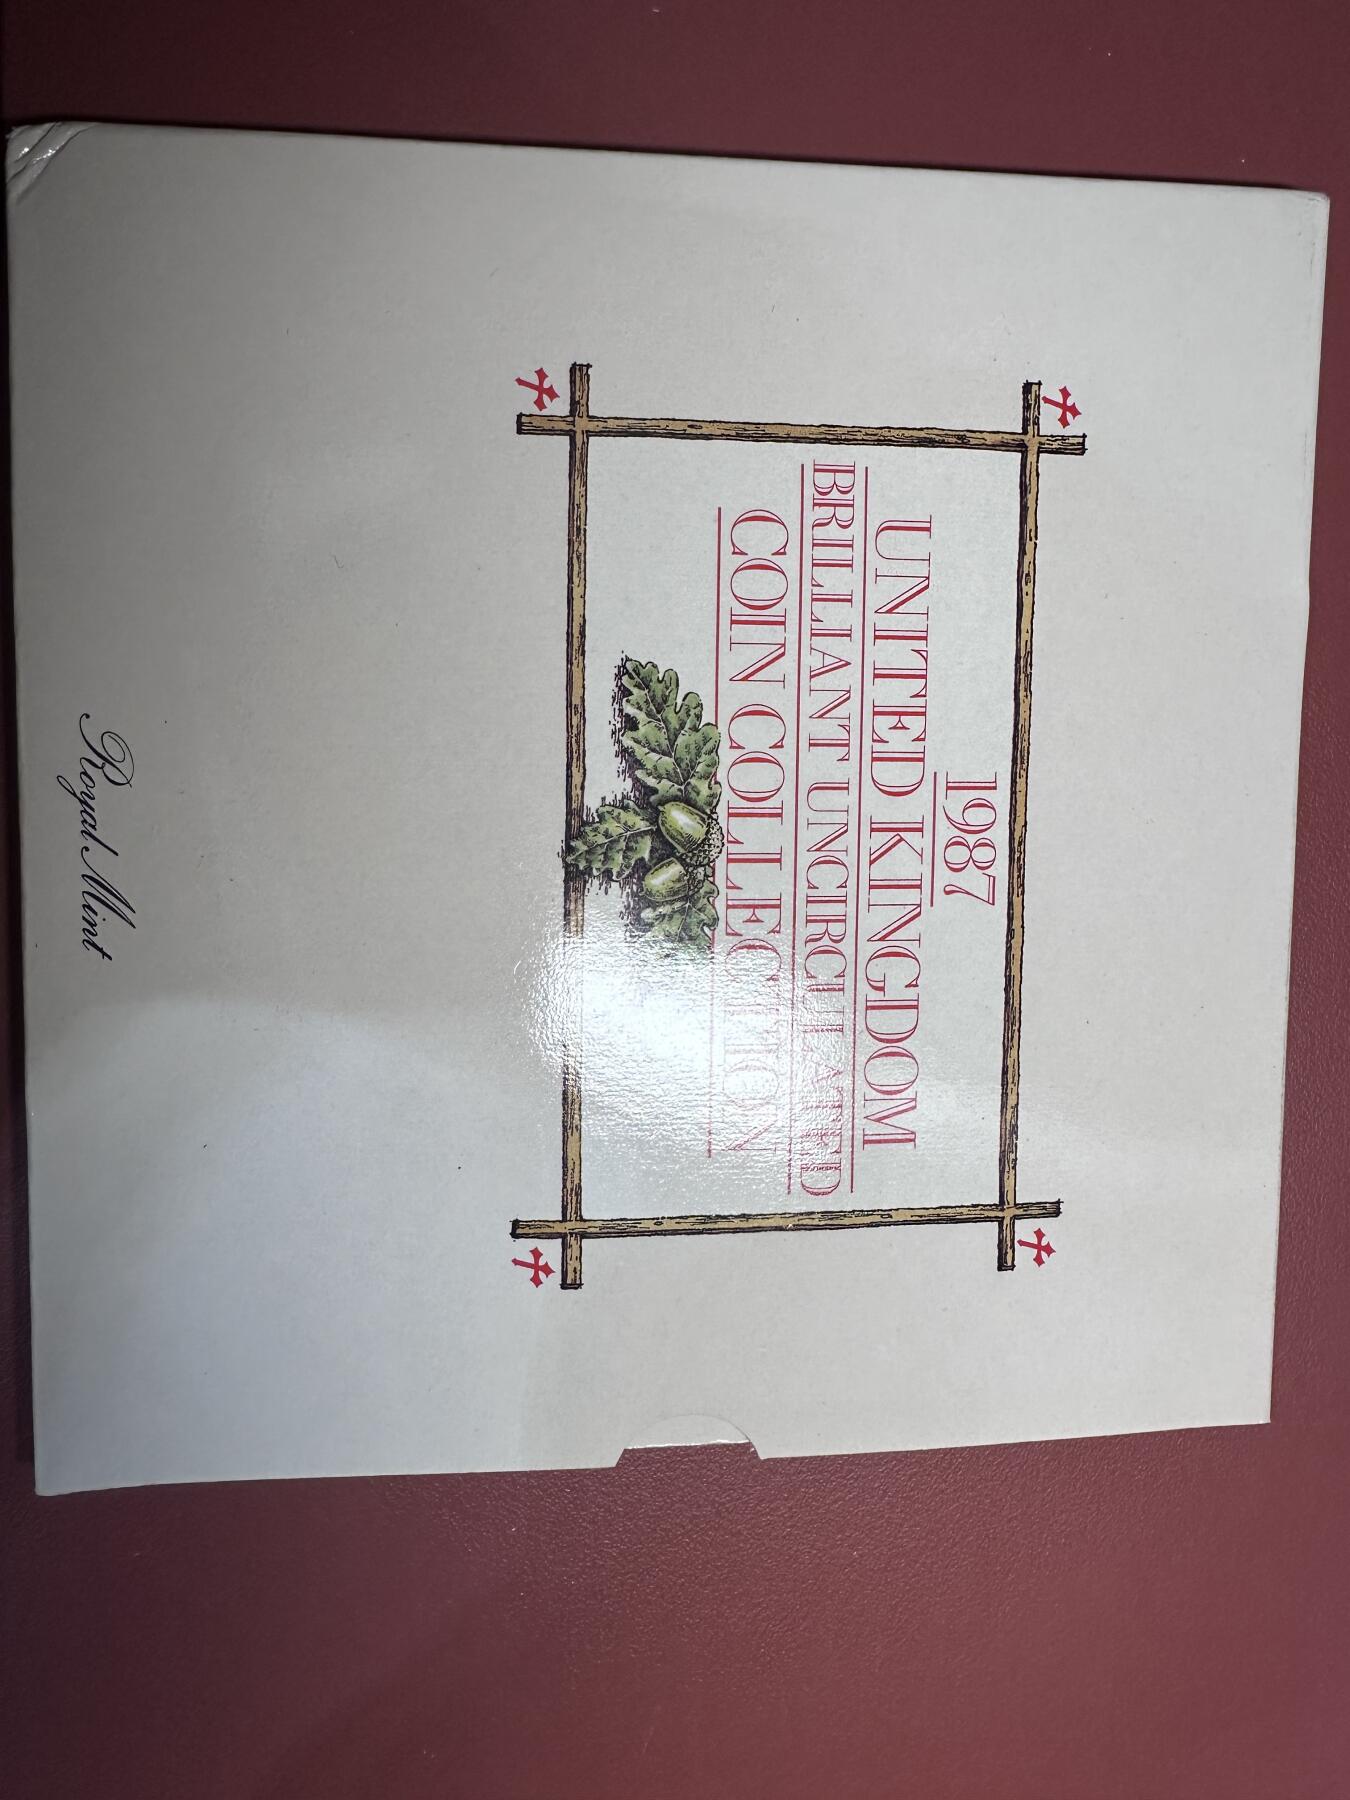 1987
UNITED KINGDOM
BRILLIANT UNCIRCULATED
COIN COLLECTION
Royal Mint